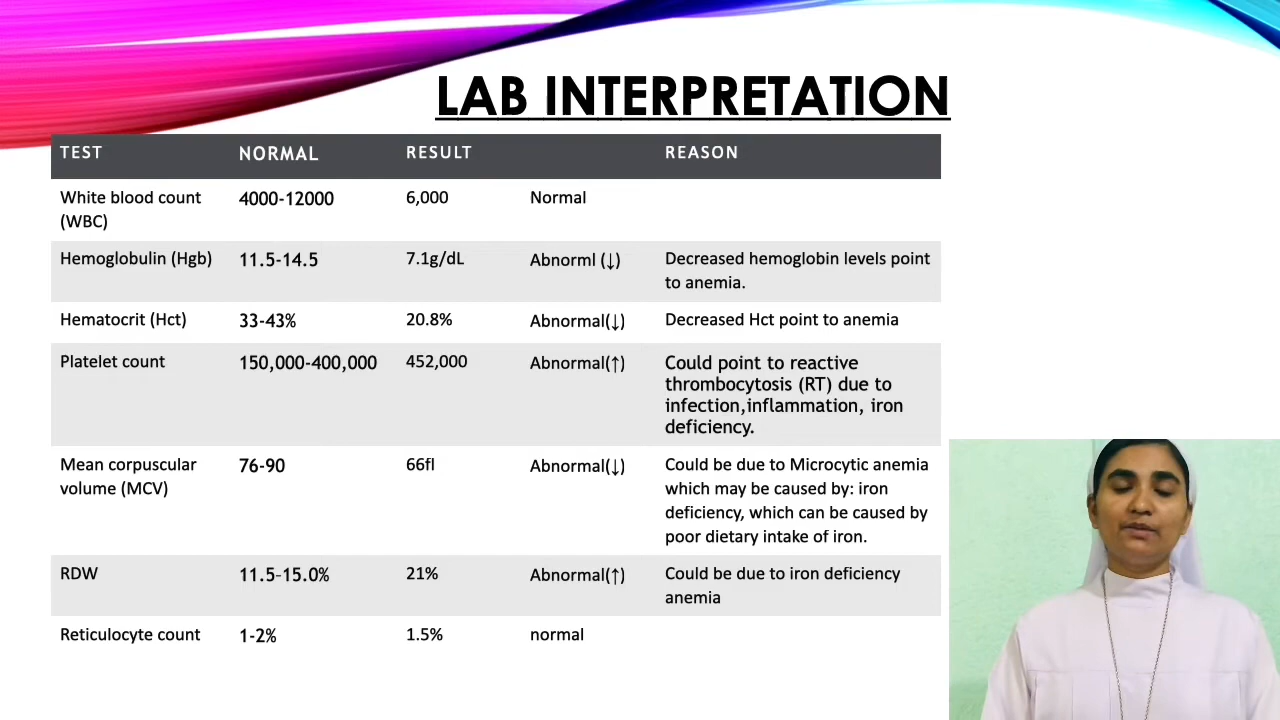 LAB INTERPRETATION
TEST NORMAL RESULT REASON
White blood count 4000-12000 6,000 Normal
(WBC)
Hemoglobulin (Hgb) 11.5-14.5 7.1g/dL Abnorml (↓) Decreased hemoglobin levels point
to anemia.
Hematocrit (Hct) 33-43% 20.8% Abnormal(↓) Decreased Hct point to anemia
Platelet count 150,000-400,000 452,000 Abnormal(↑) Could point to reactive
thrombocytosis (RT) due to
infection,inflammation, iron
deficiency.
Mean corpuscular 76-90 66fl Abnormal(↓) Could be due to Microcytic anemia
volume (MCV) which may be caused by: iron
deficiency, which can be caused by
poor dietary intake of iron.
RDW 11.5-15.0% 21% Abnormal(↑) Could be due to iron deficiency
anemia
Reticulocyte count 1-2% 1.5% normal